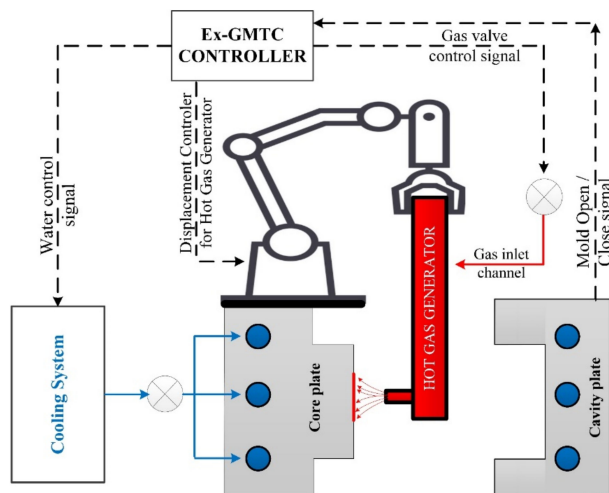 Ex-GMTC
CONTROLLER
Gas valve
control signal
Water control
signal
Displacement Controler
for Hot Gas Generator
Mold Open /
Close signal
Gas inlet
channel
HOT GAS GENERATOR
Cooling System
Core plate
Cavity plate